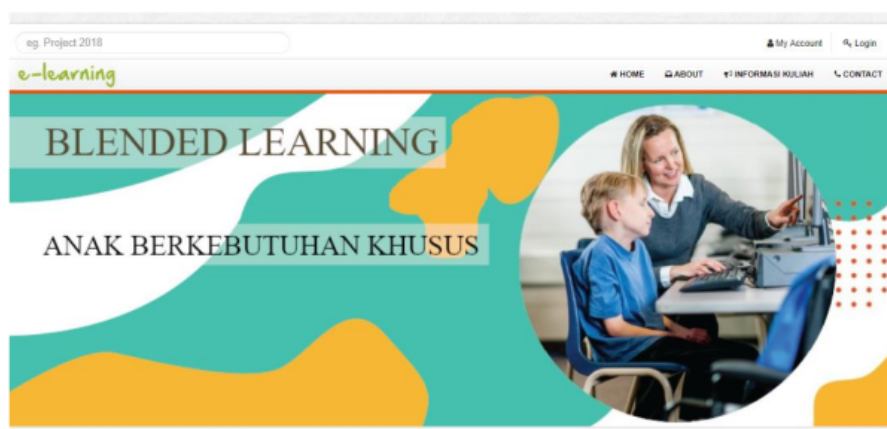 eg. Project 2018
My Account Login
e-learning
HOME ABOUT INFORMASI KULIAH CONTACT
BLENDED LEARNING
ANAK BERKEBUTUHAN KHUSUS